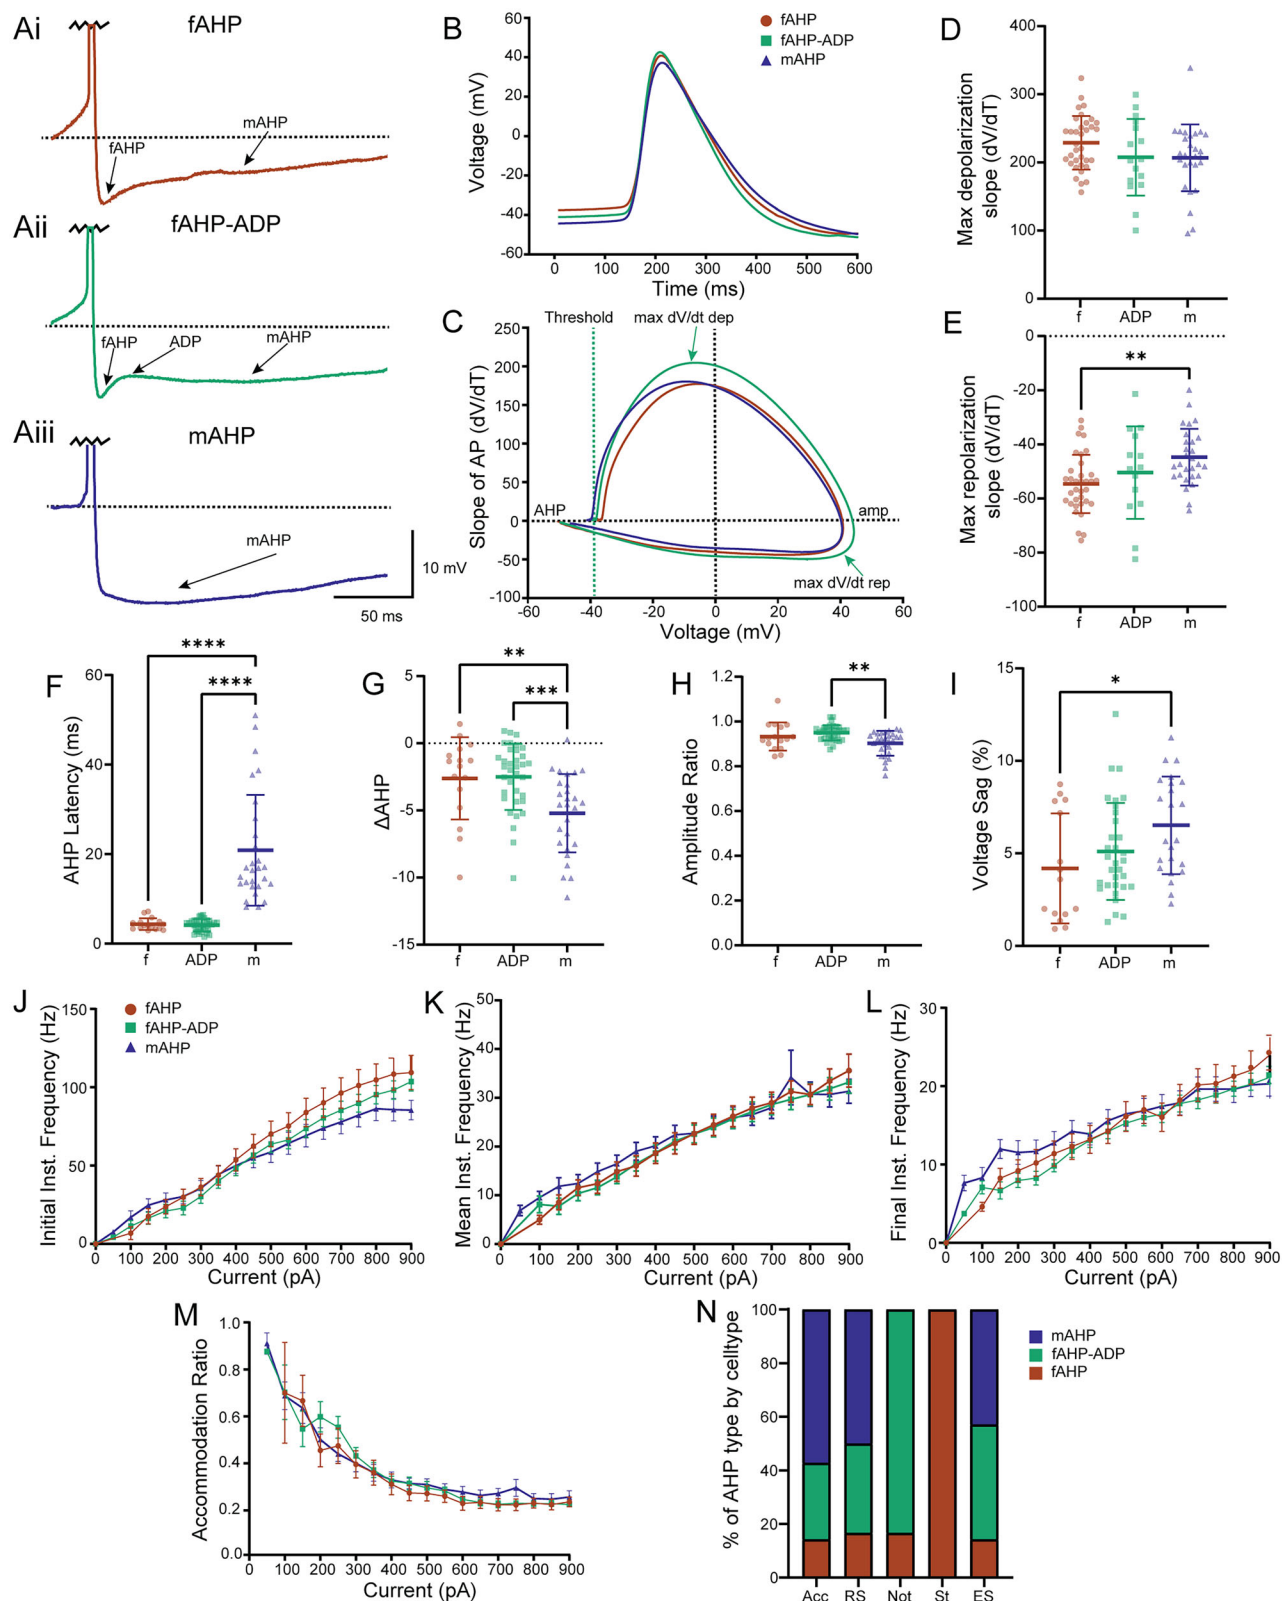 Ai
fAHP
mAHP
fAHP
Aii
fAHP-ADP
fAHP
ADP
mAHP
Aiii
mAHP
mAHP
10 mV
50 ms
B
fAHP
fAHP-ADP
mAHP
Voltage (mV)
60
40
20
0
-20
-40
-60
0 100 200 300 400 500 600
Time (ms)
C
Threshold
max dV/dt dep
Slope of AP (dV/dT)
250
200
150
100
50
0
-50
-100
AHP
amp
max dV/dt rep
-60 -40 -20 0 20 40 60
Voltage (mV)
D
Max depolarization
slope (dV/dT)
400
300
200
100
0
f ADP m
E
Max repolarization
slope (dV/dT)
0
-20
-40
-60
-80
-100
**
f ADP m
F
AHP Latency (ms)
60
40
20
0
****
****
f ADP m
G
ΔAHP
5
0
-5
-10
-15
**
***
f ADP m
H
Amplitude Ratio
1.2
1.0
0.8
0.6
0.4
0.2
0.0
**
f ADP m
I
Voltage Sag (%)
15
10
5
0
*
f ADP m
J
fAHP
fAHP-ADP
mAHP
Initial Inst. Frequency (Hz)
150
100
50
0
0 100 200 300 400 500 600 700 800 900
Current (pA)
K
Mean Inst. Frequency (Hz)
50
40
30
20
10
0
0 100 200 300 400 500 600 700 800 900
Current (pA)
L
Final Inst. Frequency (Hz)
30
20
10
0
0 100 200 300 400 500 600 700 800 900
Current (pA)
M
Accommodation Ratio
1.0
0.8
0.6
0.4
0.2
0.0
0 100 200 300 400 500 600 700 800 900
Current (pA)
N
% of AHP type by celltype
100
80
60
40
20
0
Acc RS Not St ES
mAHP
fAHP-ADP
fAHP